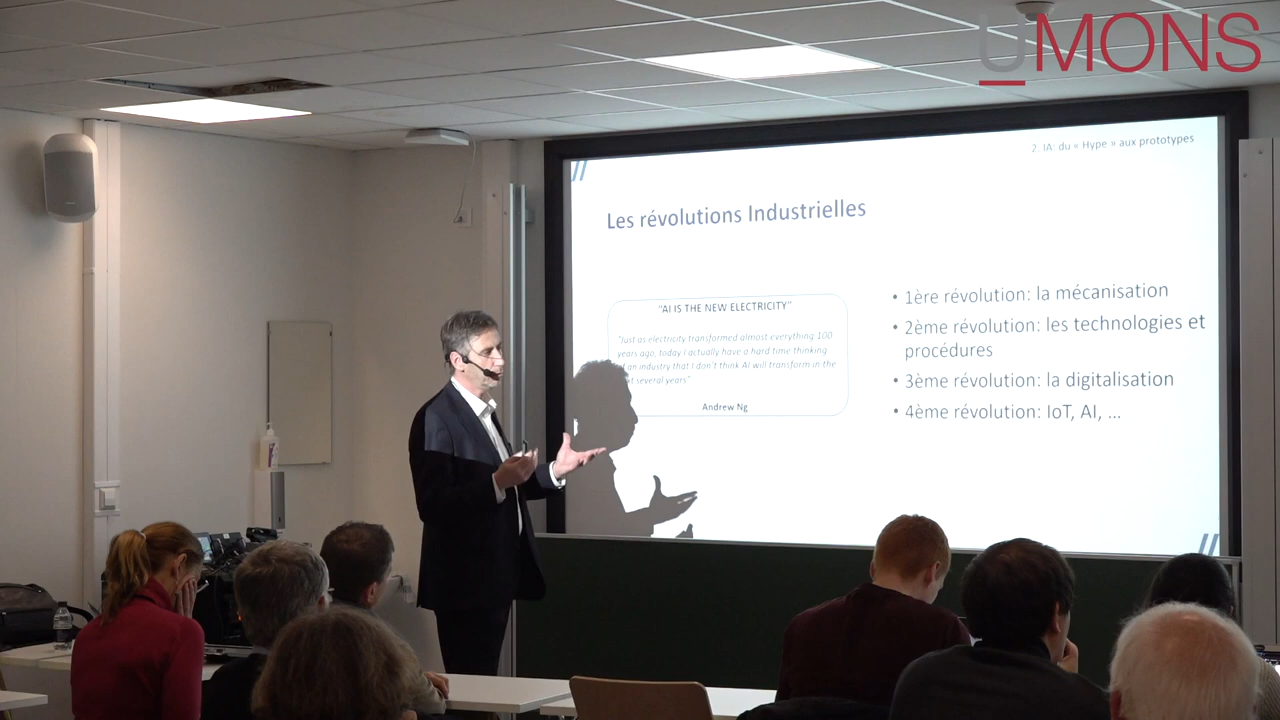 UMONS
2. IA: du « Hype » aux prototypes
Les révolutions Industrielles
"AI IS THE NEW ELECTRICITY"
"Just as electricity transformed almost everything 100
years ago, today I actually have a hard time thinking
an industry that I don't think AI will transform in the
several years"
Andrew Ng
• 1ère révolution: la mécanisation
• 2ème révolution: les technologies et
procédures
• 3ème révolution: la digitalisation
• 4ème révolution: IoT, AI, ...